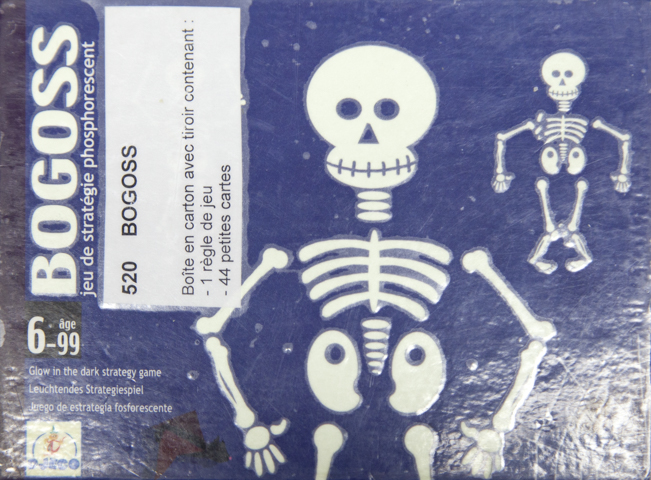 BOGOSS
jeu de stratégie phosphorescent
520 BOGOSS
Boîte en carton avec tiroir contenant :
- 1 règle de jeu
- 44 petites cartes
âge
6-99
Glow in the dark strategy game
Leuchtendes Strategiespiel
Juego de estrategia fosforescente